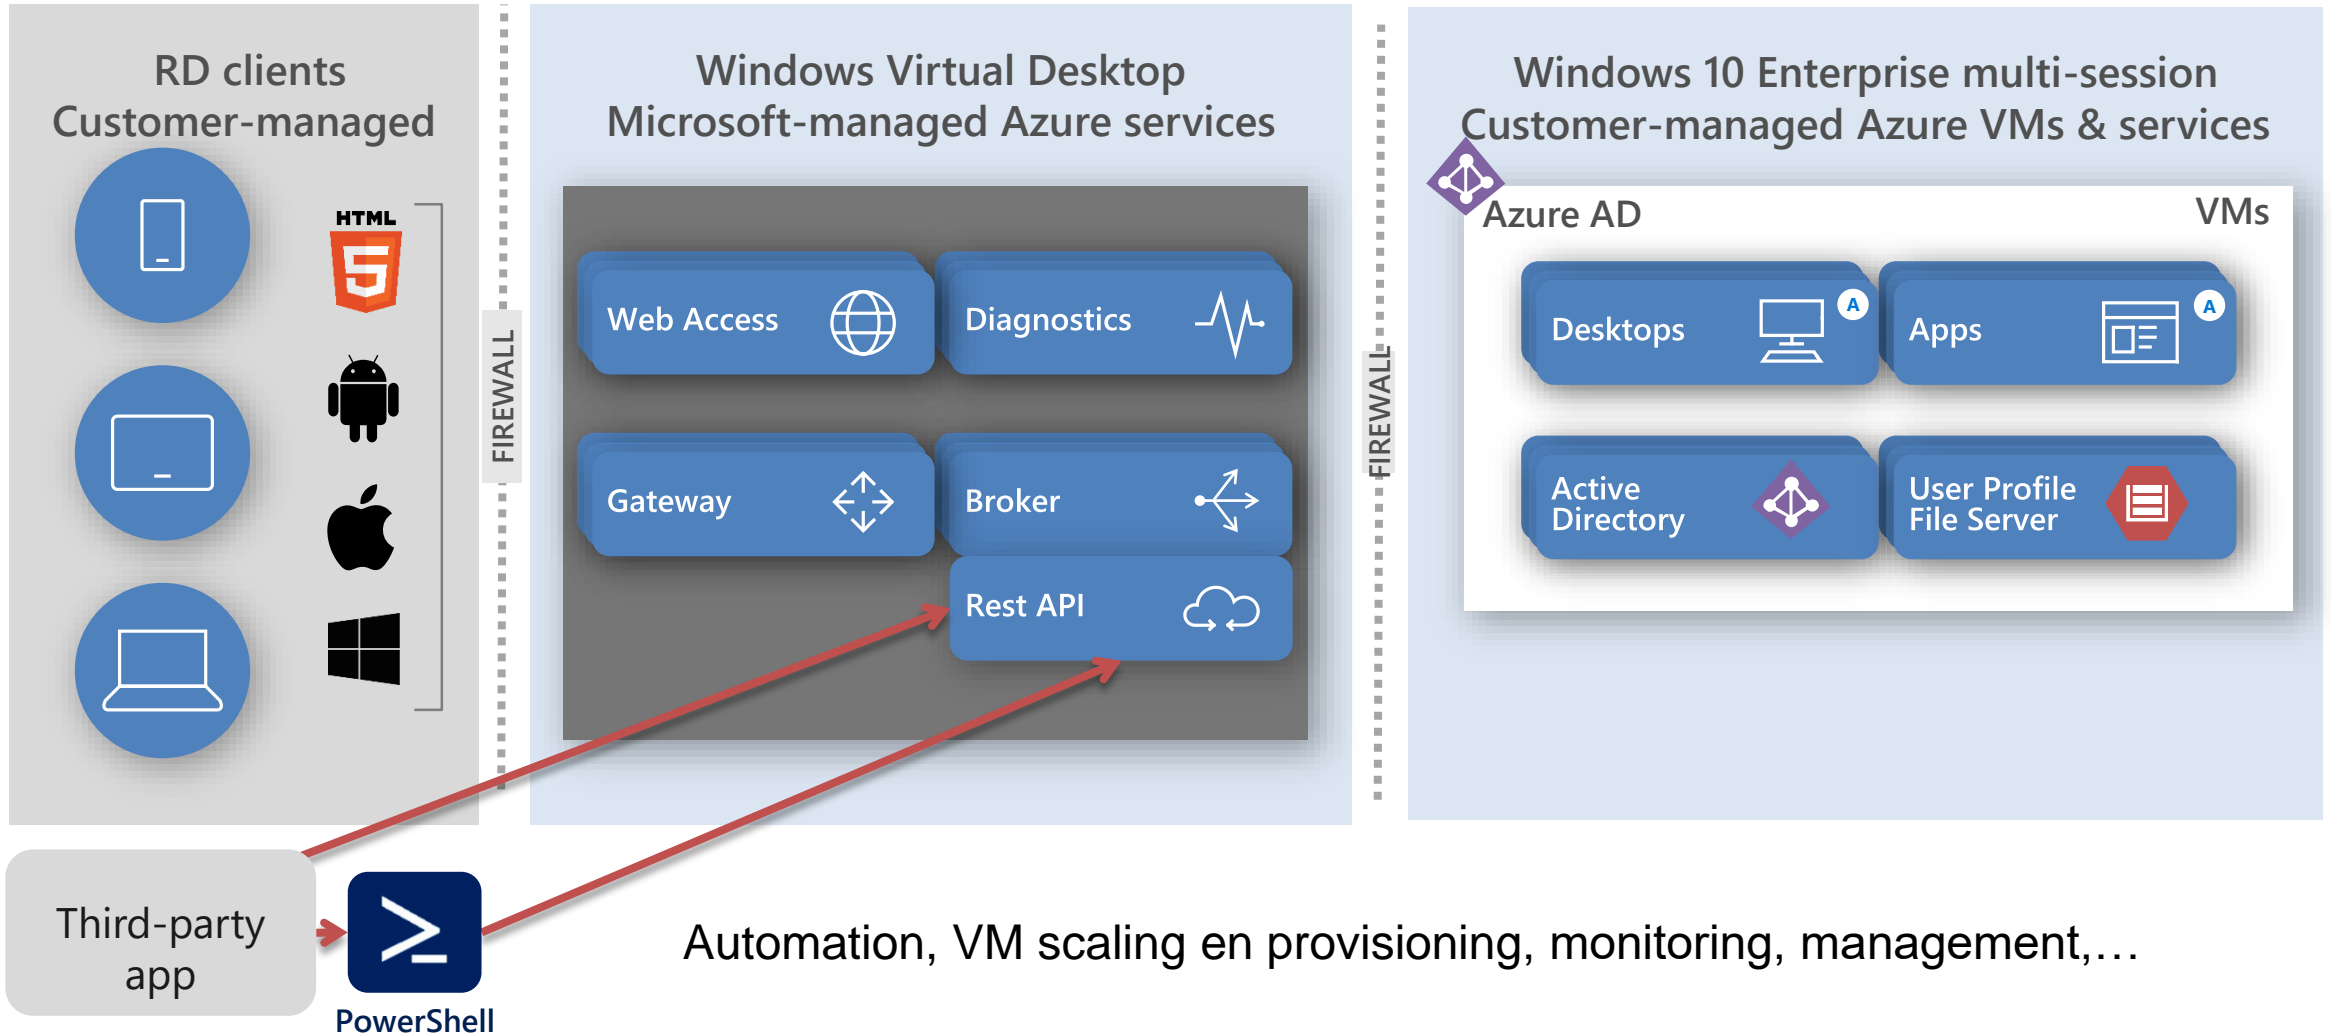 RD clients
Customer-managed
HTML
5
FIREWALL
Windows Virtual Desktop
Microsoft-managed Azure services
Web Access
Diagnostics
Gateway
Broker
Rest API
FIREWALL
Windows 10 Enterprise multi-session
Customer-managed Azure VMs & services
Azure AD
VMs
Desktops
A
Apps
A
Active
Directory
User Profile
File Server
Third-party
app
PowerShell
Automation, VM scaling en provisioning, monitoring, management,…